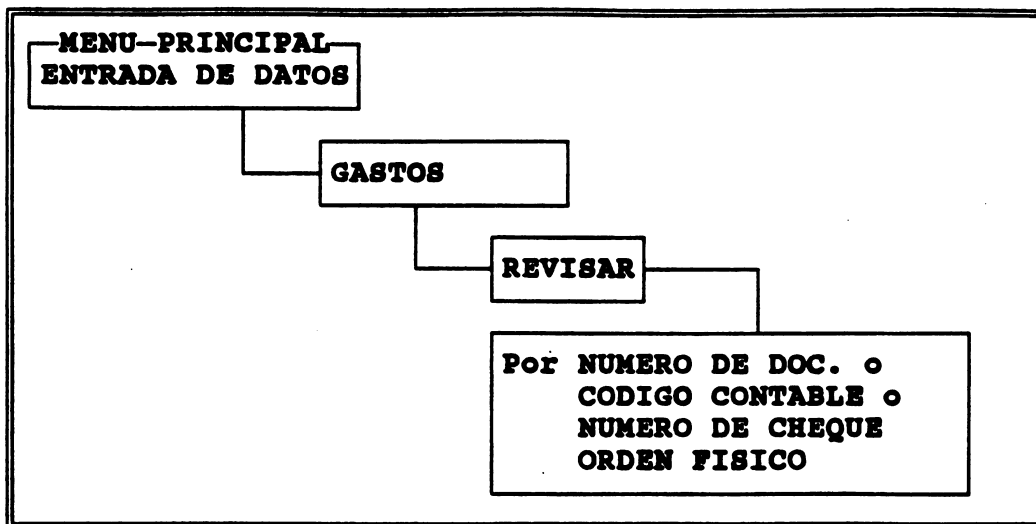 MENU-PRINCIPAL
ENTRADA DE DATOS
GASTOS
REVISAR
Por NUMERO DE DOC. o
CODIGO CONTABLE o
NUMERO DE CHEQUE
ORDEN FISICO